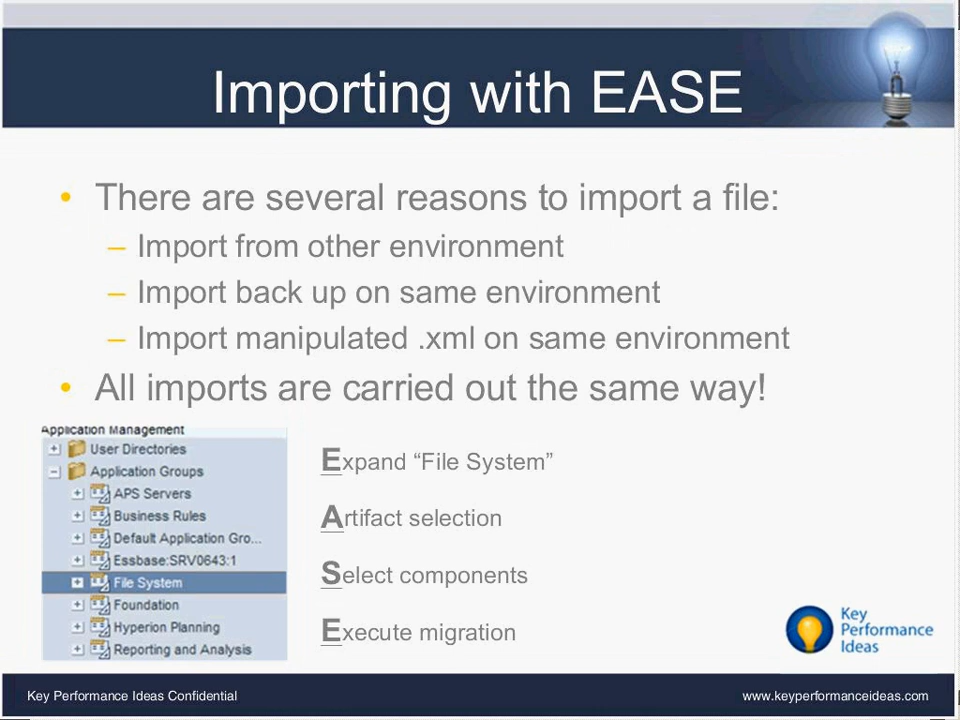 Importing with EASE
• There are several reasons to import a file:
– Import from other environment
– Import back up on same environment
– Import manipulated .xml on same environment
• All imports are carried out the same way!
Application Management
User Directories
Application Groups
APS Servers
Business Rules
Default Application Gro...
Essbase:SRV0643:1
File System
Foundation
Hyperion Planning
Reporting and Analysis
Expand “File System”
Artifact selection
Select components
Execute migration
Key
Performance
Ideas
Key Performance Ideas Confidential
www.keyperformanceideas.com